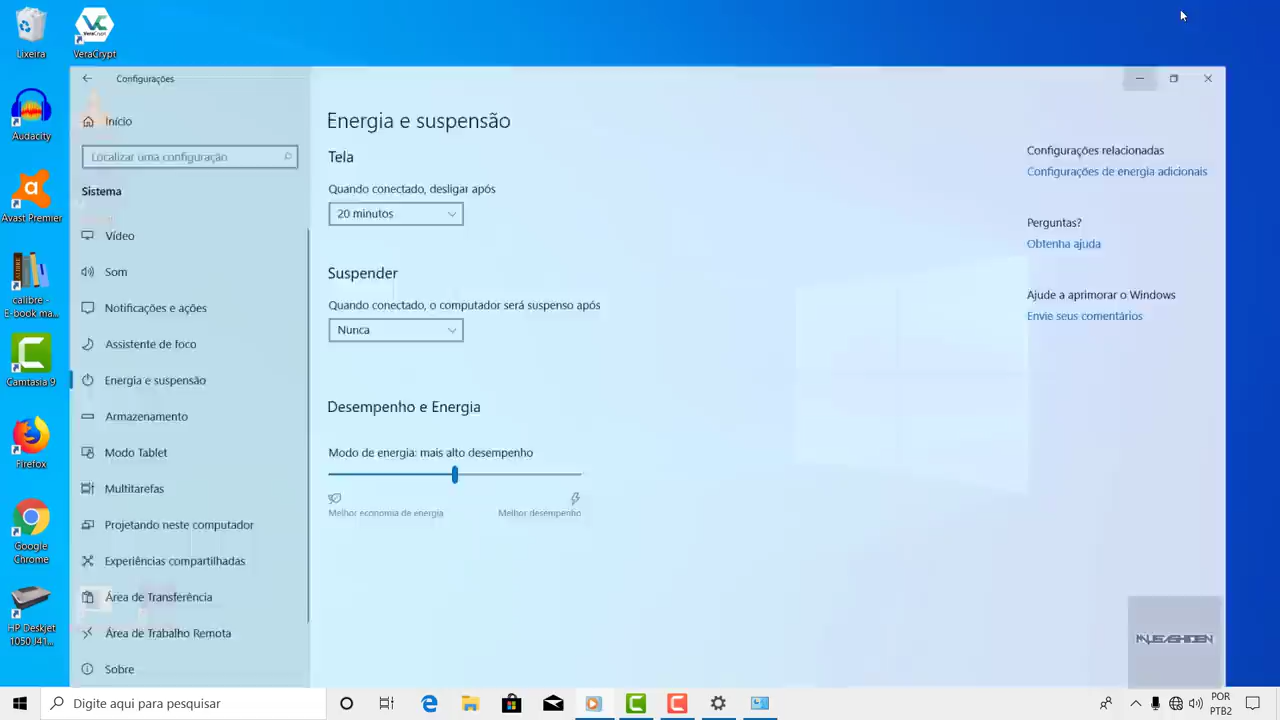 Lixeira
VeraCrypt
Audacity
Avast Premier
calibre -
E-book ma...
Camtasia 9
Firefox
Google
Chrome
HP Deskjet
1050 J41...
Configurações
Início
Localizar uma configuração
Sistema
Vídeo
Som
Notificações e ações
Assistente de foco
Energia e suspensão
Armazenamento
Modo Tablet
Multitarefas
Projetando neste computador
Experiências compartilhadas
Área de Transferência
Área de Trabalho Remota
Sobre
Energia e suspensão
Tela
Quando conectado, desligar após
20 minutos
Suspender
Quando conectado, o computador será suspenso após
Nunca
Desempenho e Energia
Modo de energia: mais alto desempenho
Melhor economia de energia
Melhor desempenho
Configurações relacionadas
Configurações de energia adicionais
Perguntas?
Obtenha ajuda
Ajude a aprimorar o Windows
Envie seus comentários
Digite aqui para pesquisar
POR
PTB2